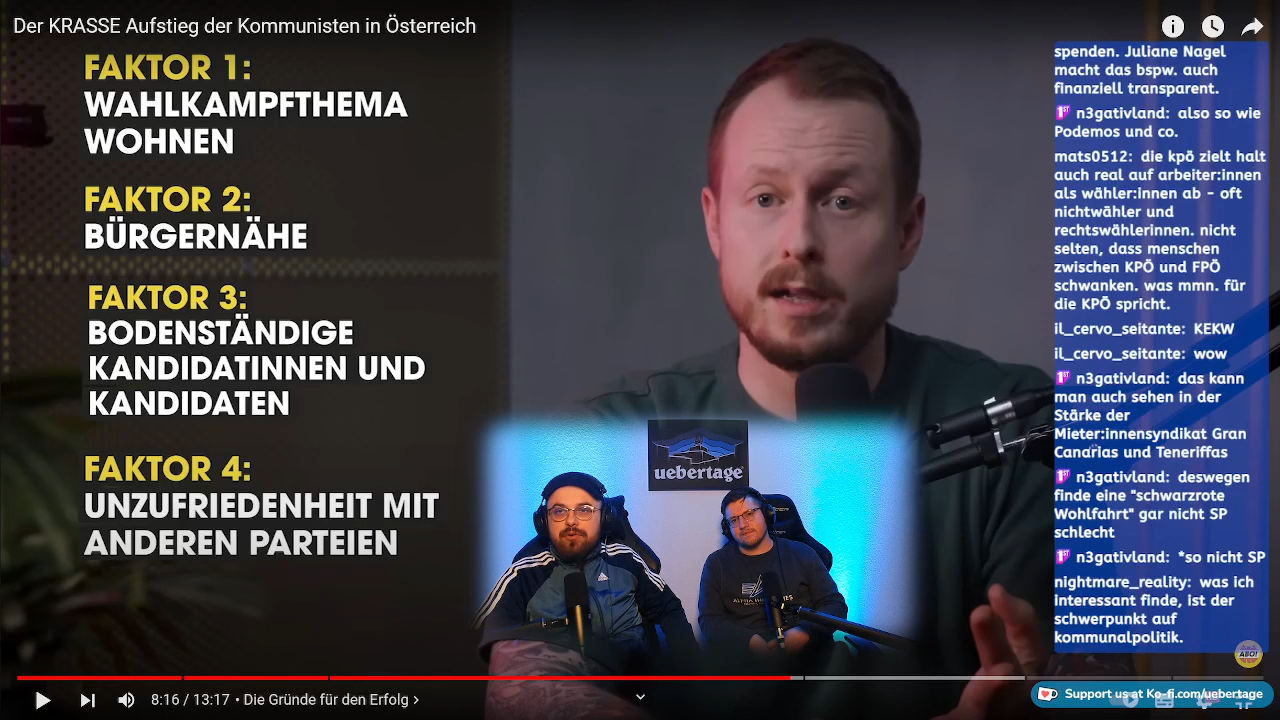 Der KRASSE Aufstieg der Kommunisten in Österreich
FAKTOR 1:
WAHLKAMPFTHEMA
WOHNEN
FAKTOR 2:
BÜRGERNÄHE
FAKTOR 3:
BODENSTÄNDIGE
KANDIDATINNEN UND
KANDIDATEN
FAKTOR 4:
UNZUFRIEDENHEIT MIT
ANDEREN PARTEIEN
uebertage
spenden. Juliane Nagel
macht das bspw. auch
finanziell transparent.
1ST n3gativland: also so wie
Podemos und co.
mats0512: die kpö zielt halt
auch real auf arbeiter:innen
als wähler:innen ab - oft
nichtwähler und
rechtswählerinnen. nicht
selten, dass menschen
zwischen KPÖ und FPÖ
schwanken. was mmn. für
die KPÖ spricht.
il_cervo_seitante: KEKW
il_cervo_seitante: wow
1ST n3gativland: das kann
man auch sehen in der
Stärke der
Mieter:innensyndikat Gran
Canarias und Teneriffas
1ST n3gativland: deswegen
finde eine "schwarzrote
Wohlfahrt" gar nicht SP
schlecht
1ST n3gativland: *so nicht SP
nightmare_reality: was ich
interessant finde, ist der
schwerpunkt auf
kommunalpolitik.
ABO!
8:16 / 13:17 • Die Gründe für den Erfolg
Support us at Ko-fi.com/uebertage